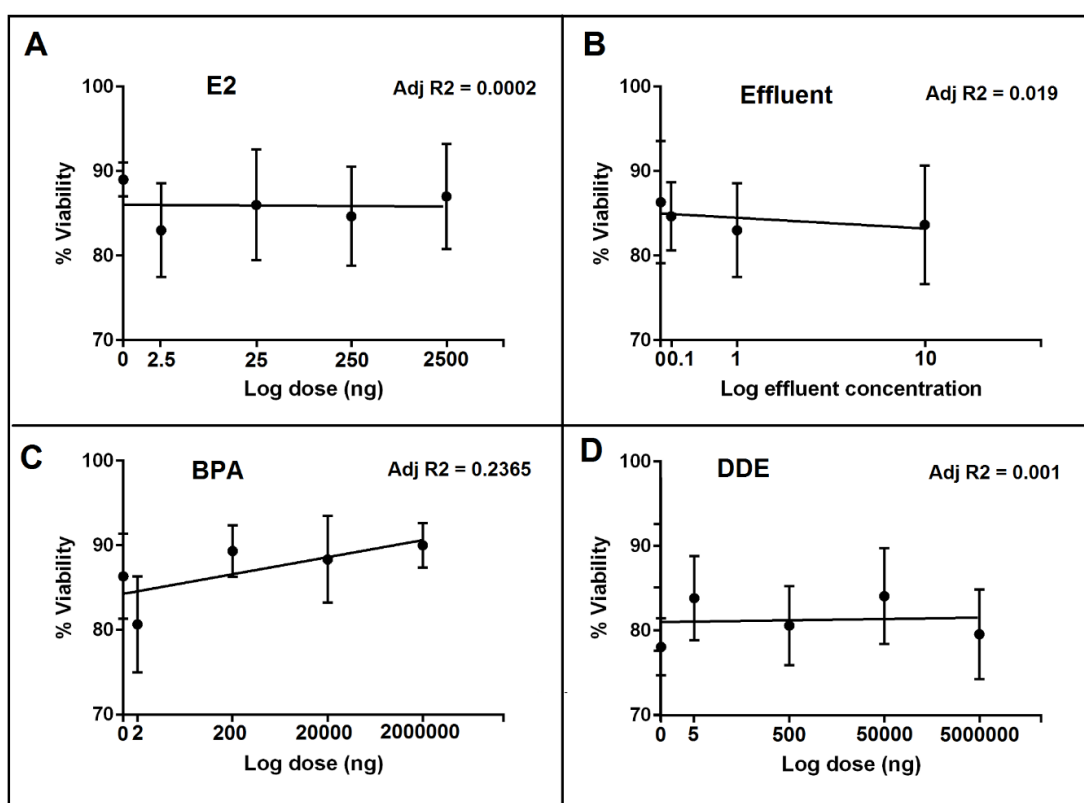 A
E2
Adj R2 = 0.0002
100
90
80
70
% Viability
0 2.5 25 250 2500
Log dose (ng)
B
Effluent
Adj R2 = 0.019
100
90
80
70
% Viability
0 0.1 1 10
Log effluent concentration
C
BPA
Adj R2 = 0.2365
100
90
80
70
% Viability
0 2 200 20000 2000000
Log dose (ng)
D
DDE
Adj R2 = 0.001
100
90
80
70
% Viability
0 5 500 50000 5000000
Log dose (ng)